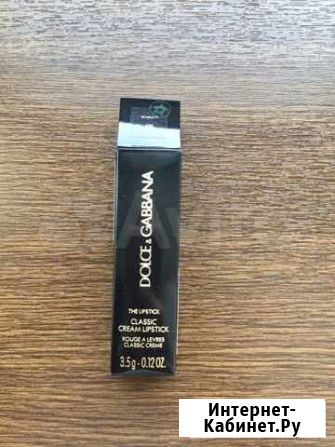 DOLCE & GABBANA
THE LIPSTICK
CLASSIC
CREAM LIPSTICK
ROUGE A LEVRES
CLASSIC CREME
3.5 g - 0.12 OZ.
Avito
Интернет-
Кабинет.Ру